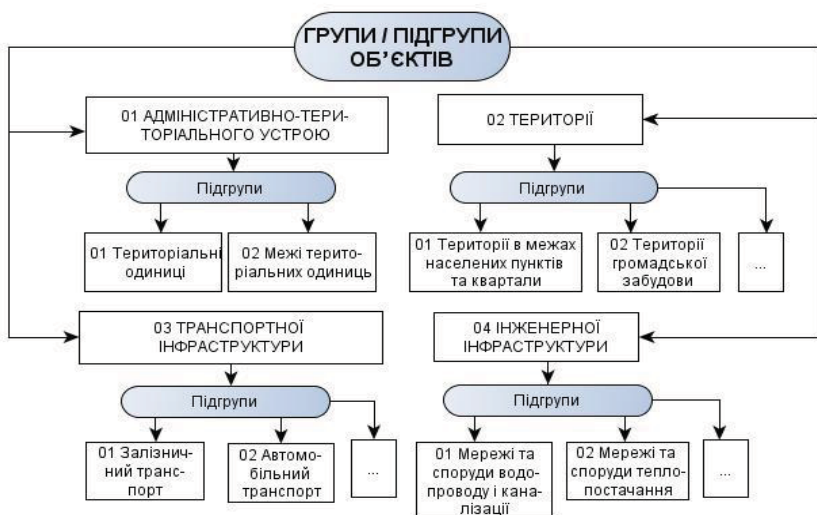 ГРУПИ / ПІДГРУПИ
ОБ’ЄКТІВ
01 АДМІНІСТРАТИВНО-ТЕРИ-
ТОРІАЛЬНОГО УСТРОЮ
Підгрупи
01 Територіальні
одиниці
02 Межі терито-
ріальних одиниць
02 ТЕРИТОРІЇ
Підгрупи
01 Території в межах
населених пунктів
та квартали
02 Території
громадської
забудови
...
03 ТРАНСПОРТНОЇ
ІНФРАСТРУКТУРИ
Підгрупи
01 Залізнич-
ний транс-
порт
02 Автомо-
більний
транспорт
...
04 ІНЖЕНЕРНОЇ
ІНФРАСТРУКТУРИ
Підгрупи
01 Мережі та
споруди водо-
проводу і кана-
лізації
02 Мережі та
споруди тепло-
постачання
...